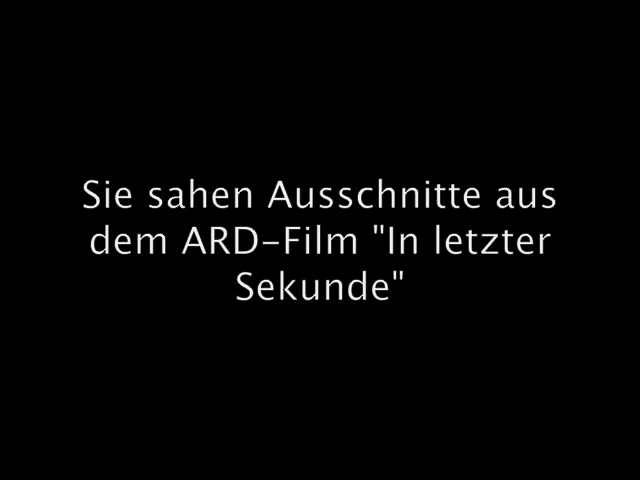 Sie sahen Ausschnitte aus
dem ARD-Film "In letzter
Sekunde"